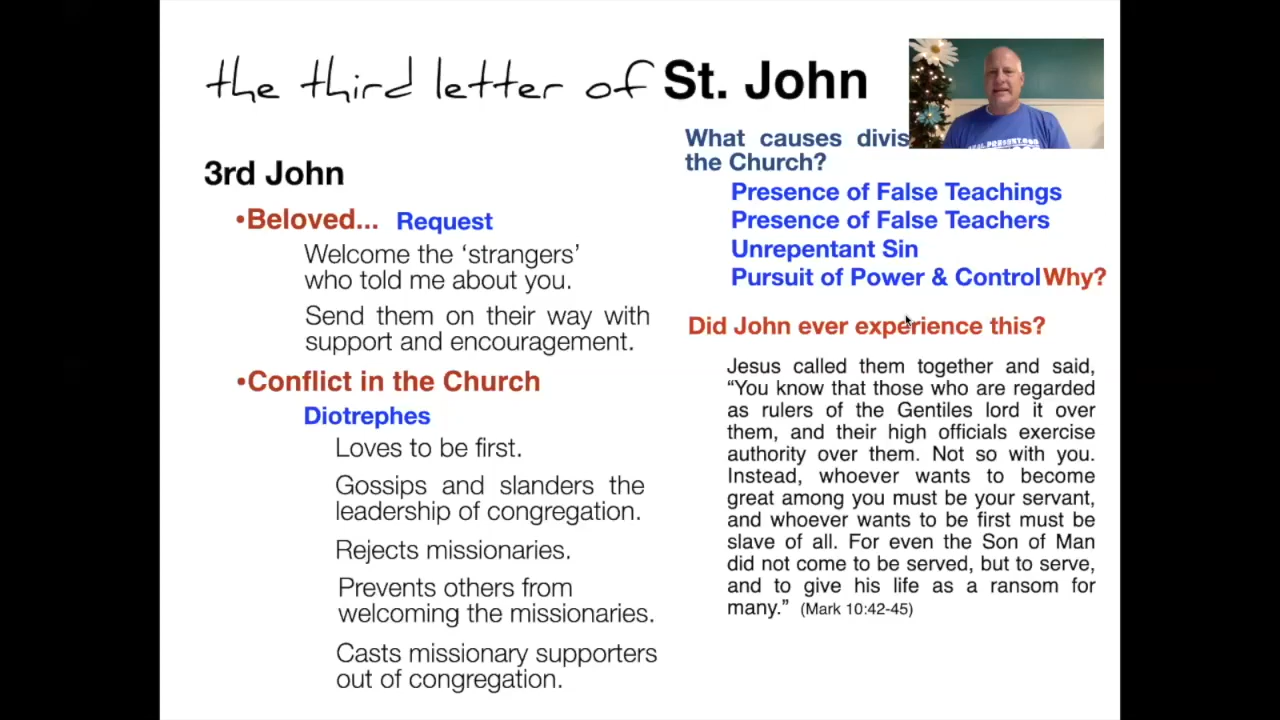 the third letter of St. John
3rd John
•Beloved... Request
Welcome the ‘strangers’
who told me about you.
Send them on their way with
support and encouragement.
•Conflict in the Church
Diotrephes
Loves to be first.
Gossips and slanders the
leadership of congregation.
Rejects missionaries.
Prevents others from
welcoming the missionaries.
Casts missionary supporters
out of congregation.
What causes divis
the Church?
Presence of False Teachings
Presence of False Teachers
Unrepentant Sin
Pursuit of Power & Control Why?
Did John ever experience this?
Jesus called them together and said,
“You know that those who are regarded
as rulers of the Gentiles lord it over
them, and their high officials exercise
authority over them. Not so with you.
Instead, whoever wants to become
great among you must be your servant,
and whoever wants to be first must be
slave of all. For even the Son of Man
did not come to be served, but to serve,
and to give his life as a ransom for
many.” (Mark 10:42-45)